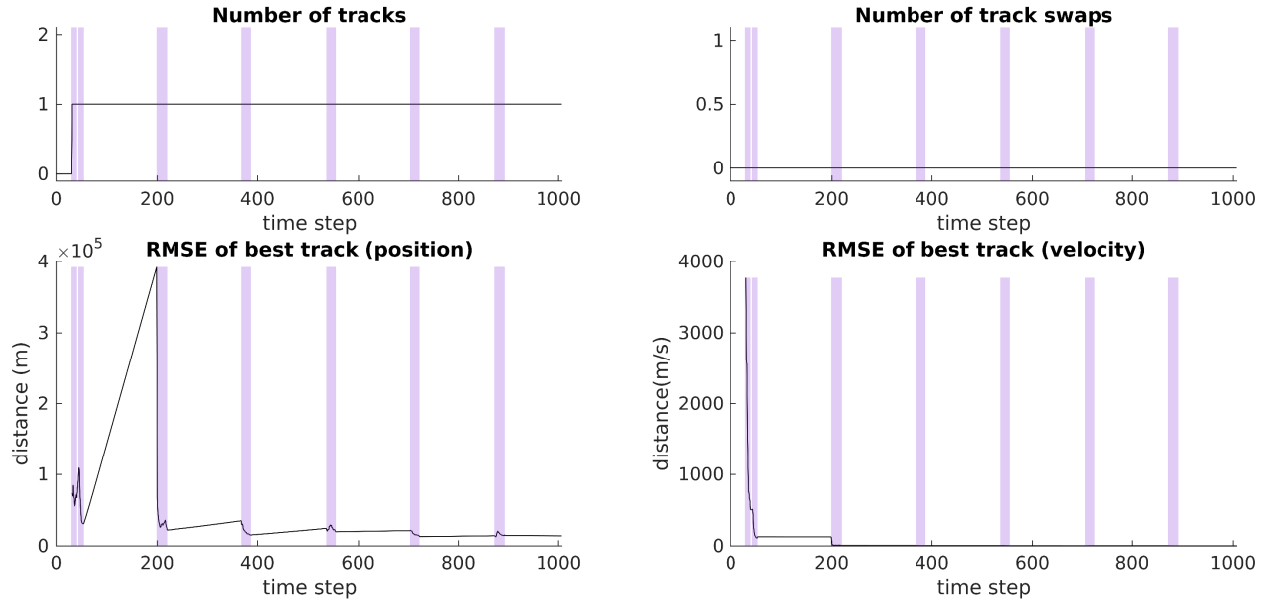 Number of tracks
2
1
0
0 200 400 600 800 1000
time step
Number of track swaps
1
0.5
0
0 200 400 600 800 1000
time step
RMSE of best track (position)
×10⁵
4
3
2
1
0
distance (m)
0 200 400 600 800 1000
time step
RMSE of best track (velocity)
4000
3000
2000
1000
0
distance(m/s)
0 200 400 600 800 1000
time step